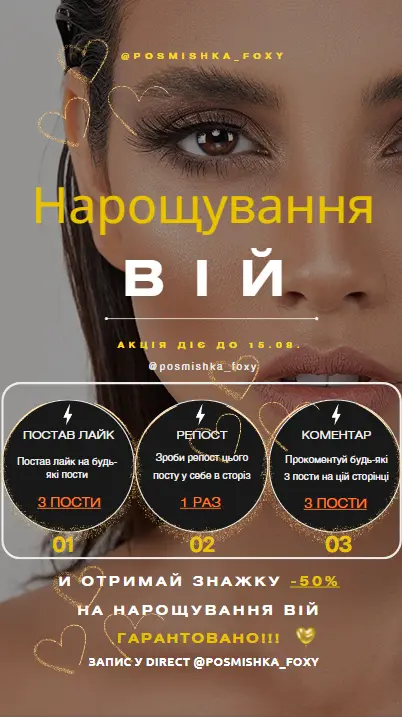 @POSMISHKA_FOXY
Нарощування
ВІЙ
АКЦІЯ ДІЄ ДО 15.08.
@posmishka_foxy
ПОСТАВ ЛАЙК
Постав лайк на будь-
які пости
3 ПОСТИ
01
РЕПОСТ
Зроби репост цього
посту у себе в сторіз
1 РАЗ
02
КОМЕНТАР
Прокоментуй будь-які
3 пости на цій сторінці
3 ПОСТИ
03
И ОТРИМАЙ ЗНАЖКУ -50%
НА НАРОЩУВАННЯ ВІЙ
ГАРАНТОВАНО!!!
ЗАПИС У DIRECT @POSMISHKA_FOXY